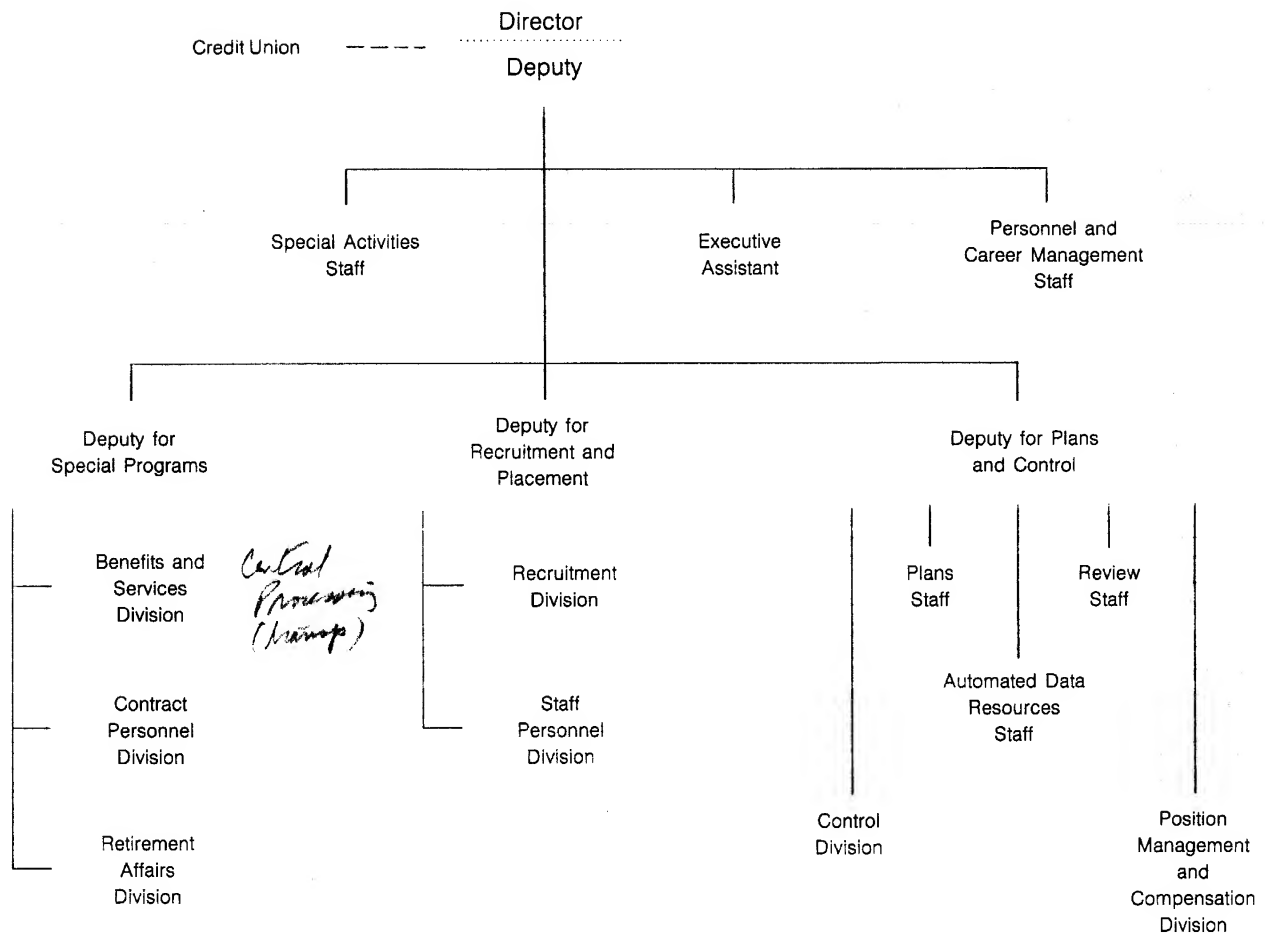 Director
Credit Union
Deputy
Special Activities
Staff
Executive
Assistant
Personnel and
Career Management
Staff
Deputy for
Special Programs
Deputy for
Recruitment and
Placement
Deputy for Plans
and Control
Benefits and
Services
Division
Central
Processing
Recruitment
Division
Plans
Staff
Review
Staff
Contract
Personnel
Division
Staff
Personnel
Division
Automated Data
Resources
Staff
Retirement
Affairs
Division
Control
Division
Position
Management
and
Compensation
Division